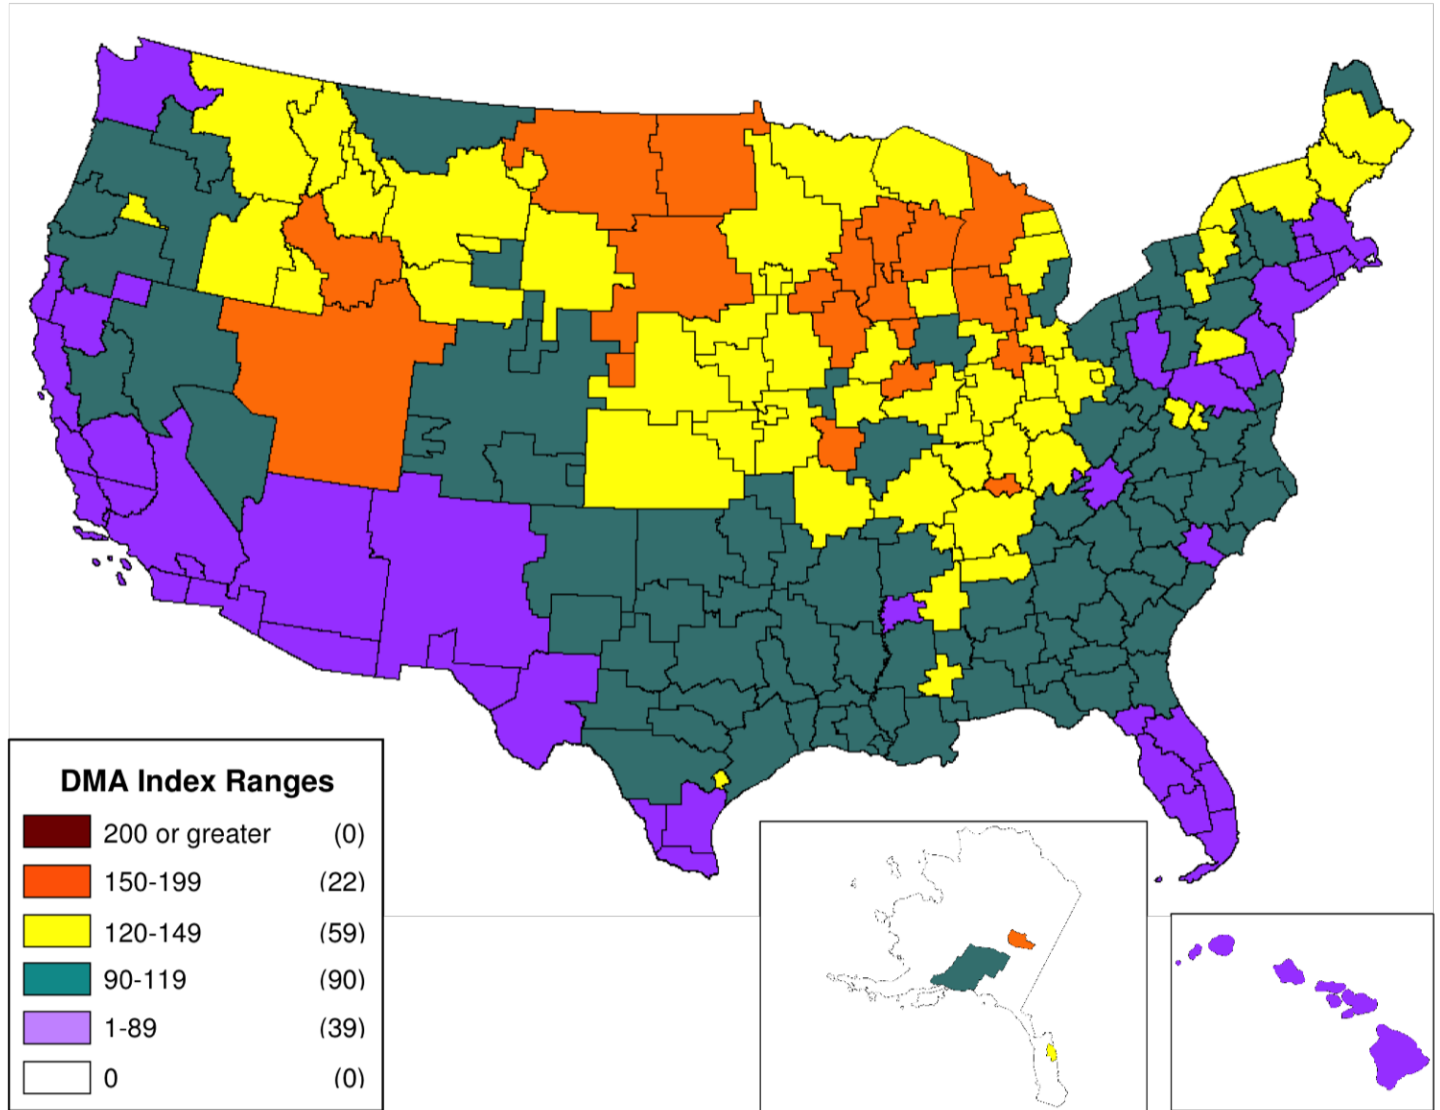 DMA Index Ranges
200 or greater (0)
150-199 (22)
120-149 (59)
90-119 (90)
1-89 (39)
0 (0)